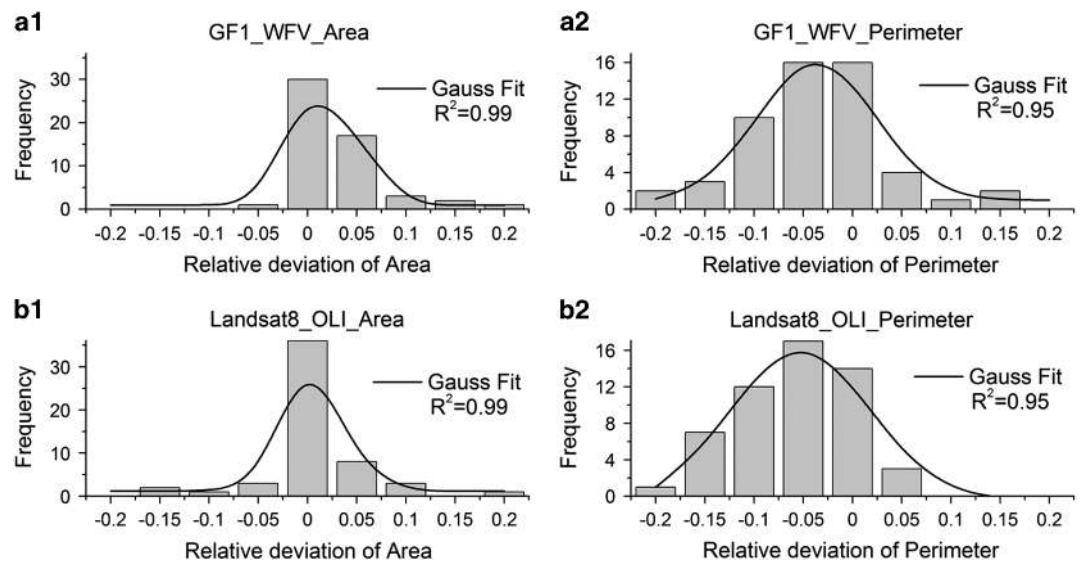 a1
GF1_WFV_Area
Frequency
30
20
10
0
Gauss Fit
R²=0.99
-0.2 -0.15 -0.1 -0.05 0 0.05 0.1 0.15 0.2
Relative deviation of Area
a2
GF1_WFV_Perimeter
Frequency
16
12
8
4
0
Gauss Fit
R²=0.95
-0.2 -0.15 -0.1 -0.05 0 0.05 0.1 0.15 0.2
Relative deviation of Perimeter
b1
Landsat8_OLI_Area
Frequency
30
20
10
0
Gauss Fit
R²=0.99
-0.2 -0.15 -0.1 -0.05 0 0.05 0.1 0.15 0.2
Relative deviation of Area
b2
Landsat8_OLI_Perimeter
Frequency
16
12
8
4
0
Gauss Fit
R²=0.95
-0.2 -0.15 -0.1 -0.05 0 0.05 0.1 0.15 0.2
Relative deviation of Perimeter